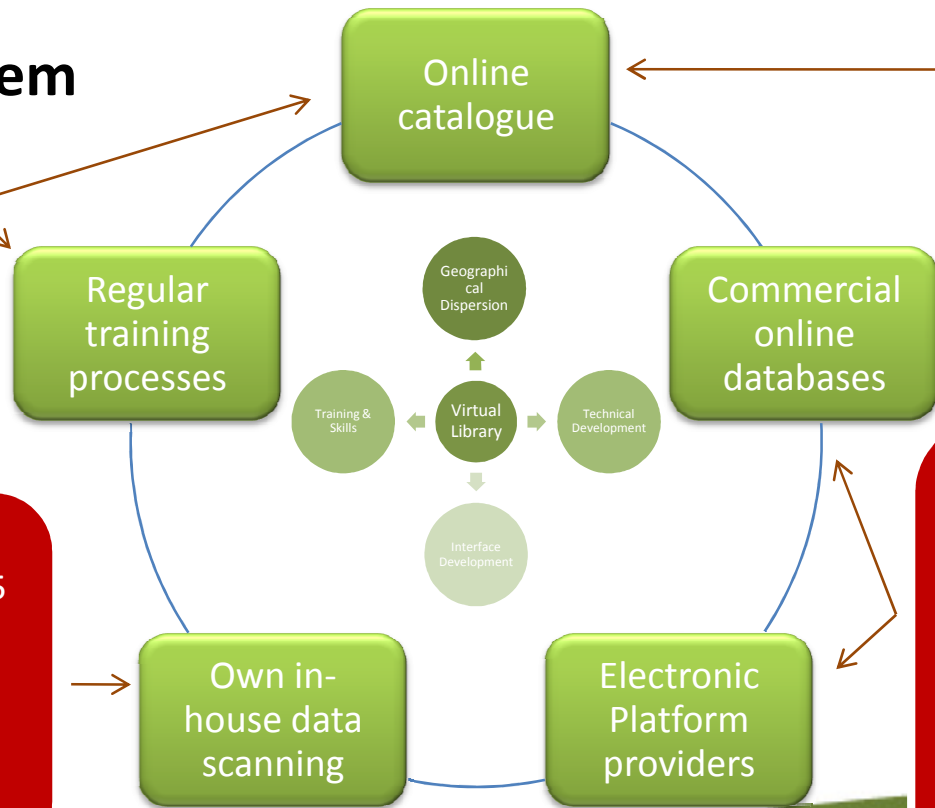 em
Online
catalogue
Regular
training
processes
Commercial
online
databases
Geographi
cal
Dispersion
Training &
Skills
Virtual
Library
Technical
Development
Interface
Development
Own in-
house data
scanning
Electronic
Platform
providers